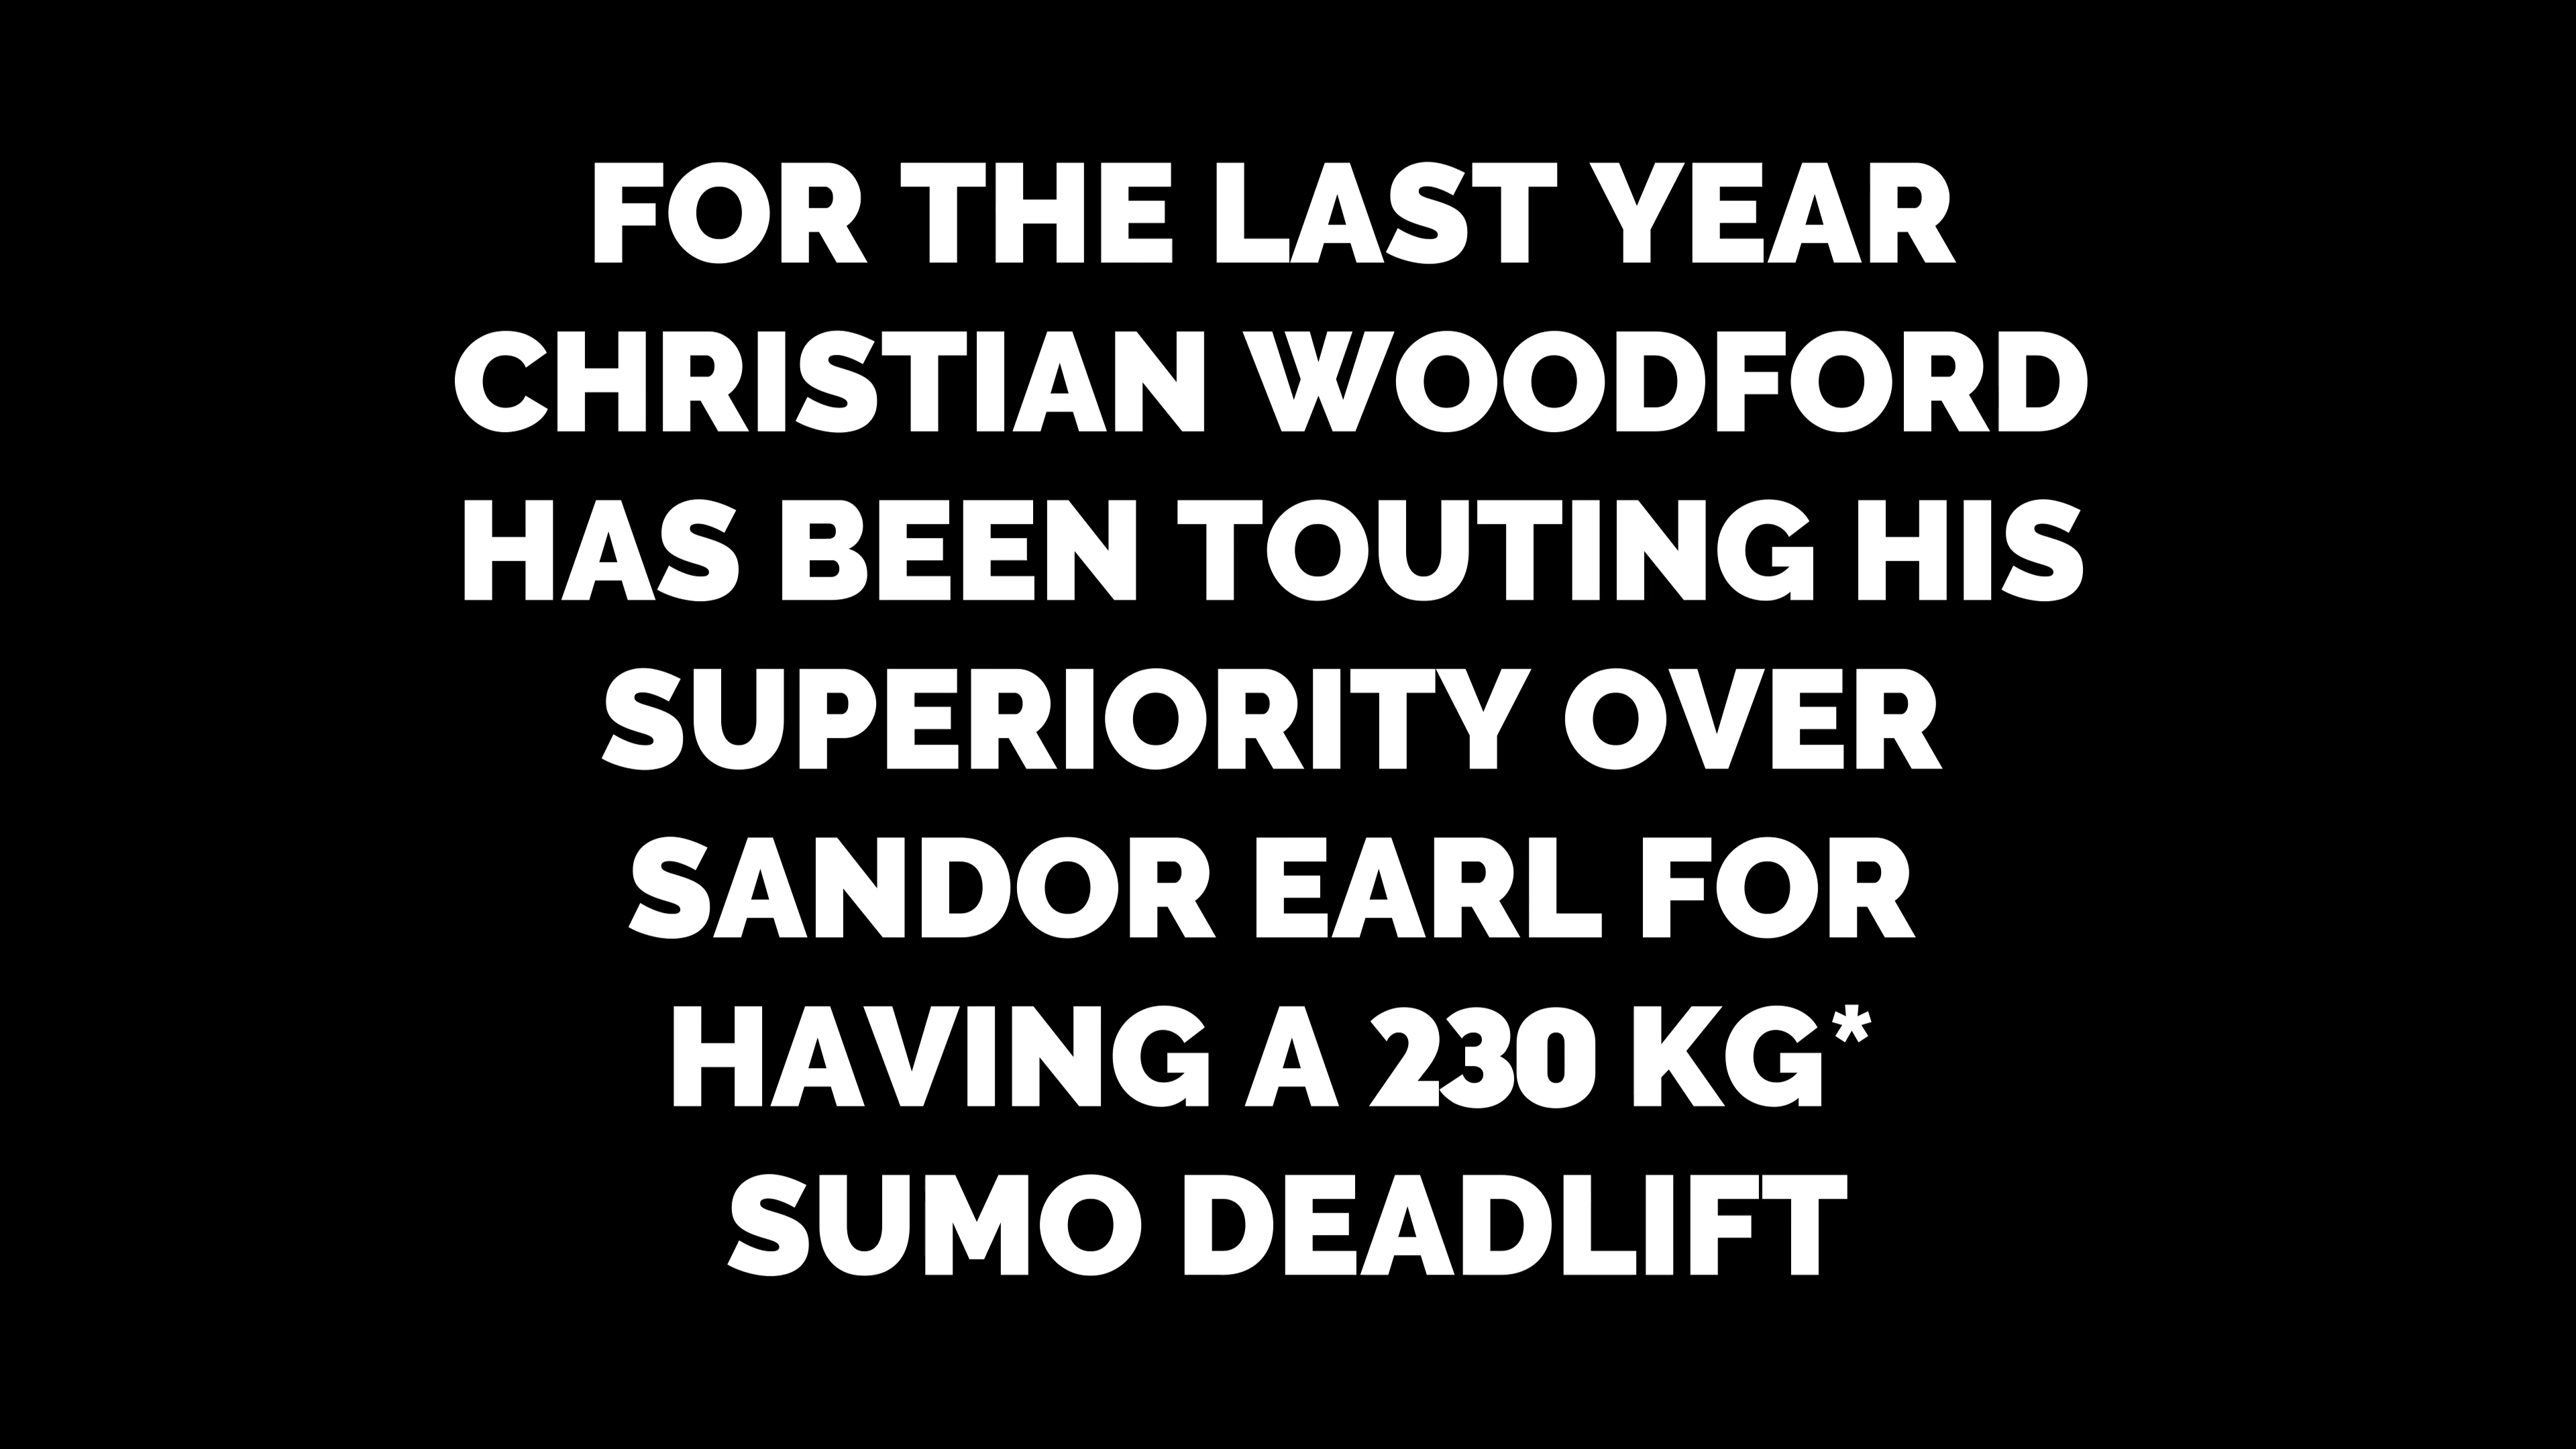 FOR THE LAST YEAR
CHRISTIAN WOODFORD
HAS BEEN TOUTING HIS
SUPERIORITY OVER
SANDOR EARL FOR
HAVING A 230 KG*
SUMO DEADLIFT